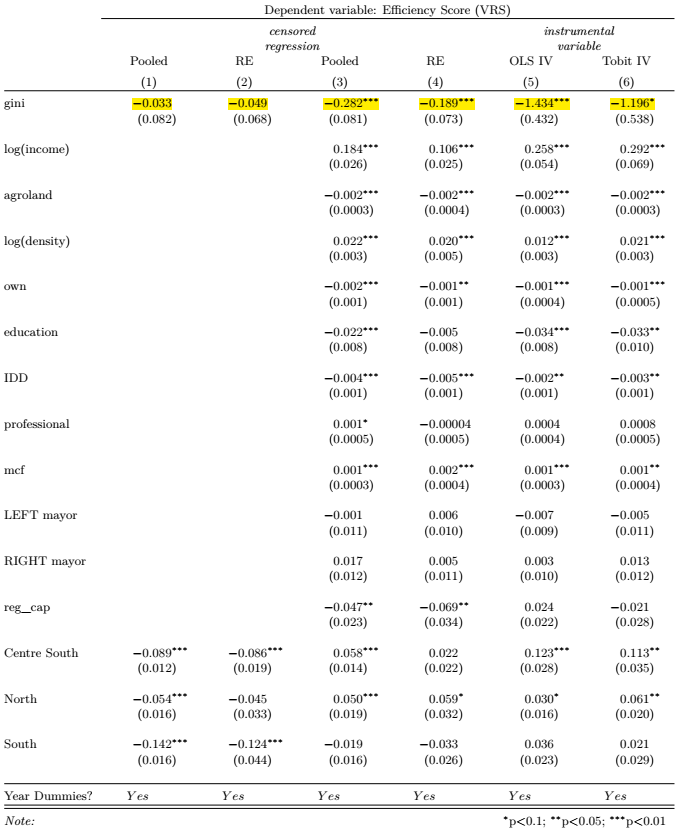 Dependent variable: Efficiency Score (VRS)
censored instrumental
regression variable
Pooled RE Pooled RE OLS IV Tobit IV
(1) (2) (3) (4) (5) (6)
gini −0.033 −0.049 −0.282*** −0.189*** −1.434*** −1.196*
(0.082) (0.068) (0.081) (0.073) (0.432) (0.538)
log(income) 0.184*** 0.106*** 0.258*** 0.292***
(0.026) (0.025) (0.054) (0.069)
agroland −0.002*** −0.002*** −0.002*** −0.002***
(0.0003) (0.0004) (0.0003) (0.0003)
log(density) 0.022*** 0.020*** 0.012*** 0.021***
(0.003) (0.005) (0.003) (0.003)
own −0.002*** −0.001** −0.001*** −0.001***
(0.001) (0.001) (0.0004) (0.0005)
education −0.022*** −0.005 −0.034*** −0.033**
(0.008) (0.008) (0.008) (0.010)
IDD −0.004*** −0.005*** −0.002** −0.003**
(0.001) (0.001) (0.001) (0.001)
professional 0.001* −0.00004 0.0004 0.0008
(0.0005) (0.0005) (0.0004) (0.0005)
mcf 0.001*** 0.002*** 0.001*** 0.001**
(0.0003) (0.0004) (0.0003) (0.0004)
LEFT mayor −0.001 0.006 −0.007 −0.005
(0.011) (0.010) (0.009) (0.011)
RIGHT mayor 0.017 0.005 0.003 0.013
(0.012) (0.011) (0.010) (0.012)
reg_cap −0.047** −0.069** 0.024 −0.021
(0.023) (0.034) (0.022) (0.028)
Centre South −0.089*** −0.086*** 0.058*** 0.022 0.123*** 0.113**
(0.012) (0.019) (0.014) (0.022) (0.028) (0.035)
North −0.054*** −0.045 0.050*** 0.059* 0.030* 0.061**
(0.016) (0.033) (0.019) (0.032) (0.016) (0.020)
South −0.142*** −0.124*** −0.019 −0.033 0.036 0.021
(0.016) (0.044) (0.016) (0.026) (0.023) (0.029)
Year Dummies? Yes Yes Yes Yes Yes Yes
Note: *p<0.1; **p<0.05; ***p<0.01